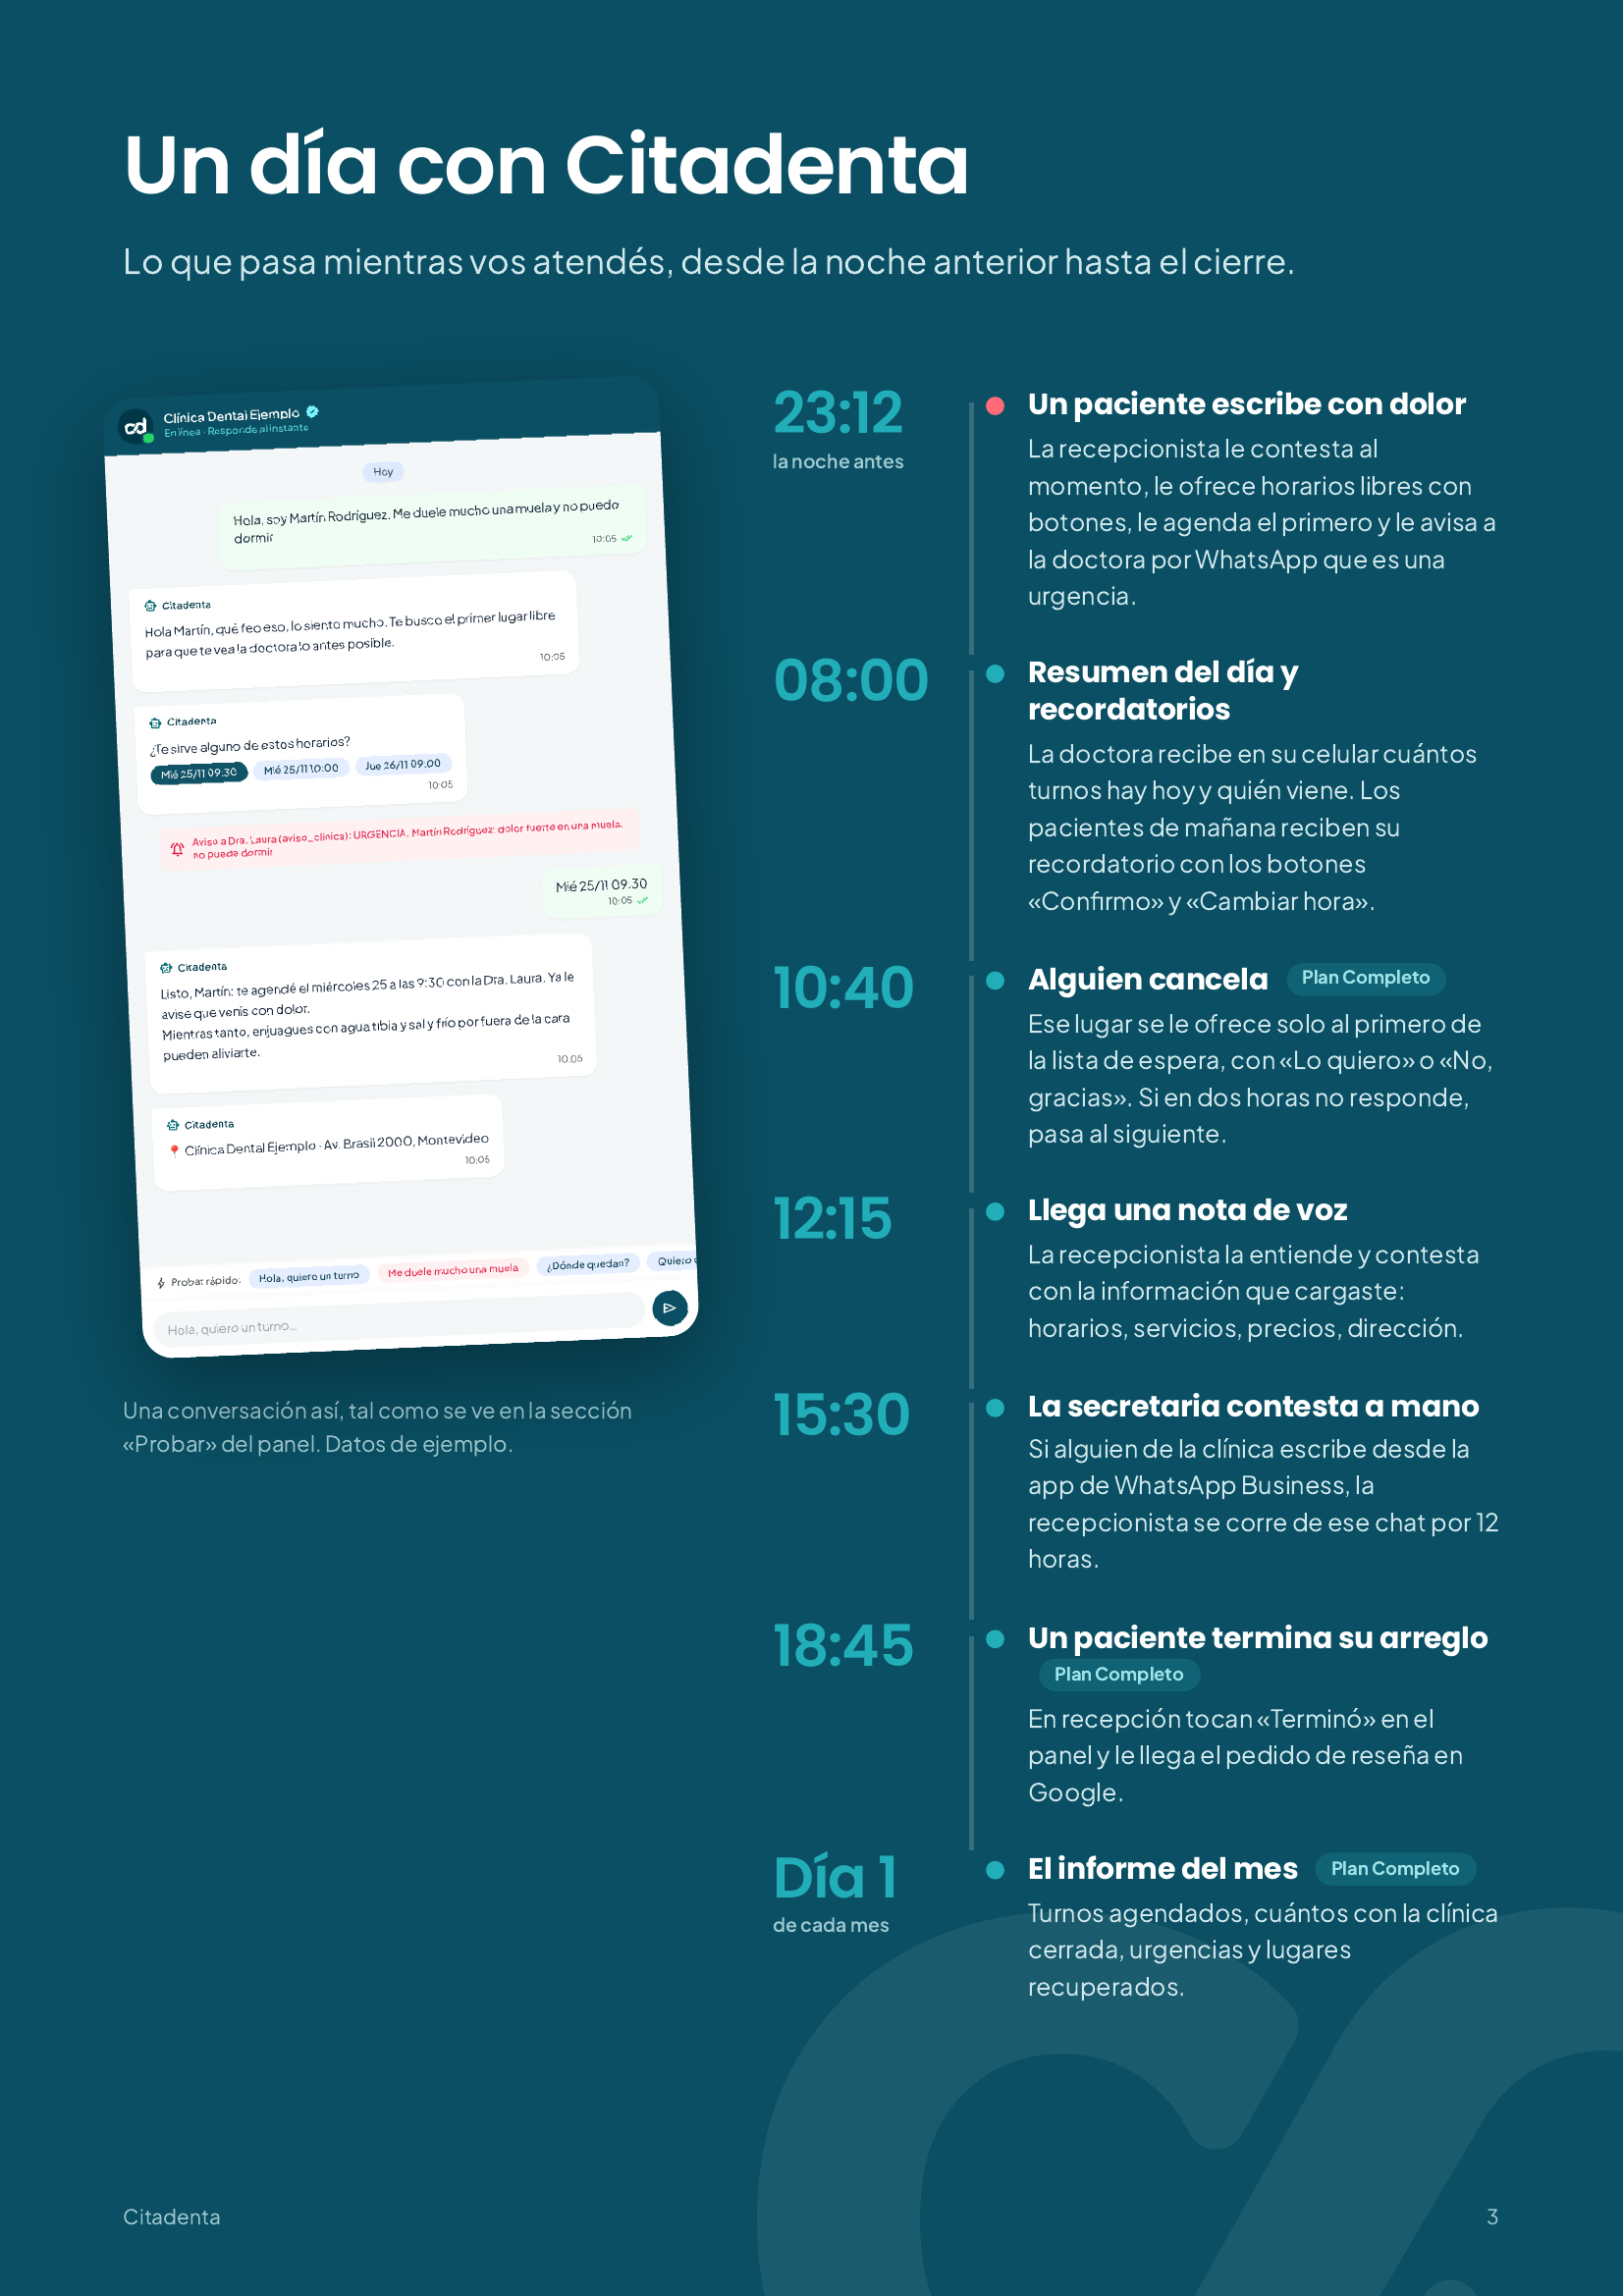 Un día con Citadenta
Lo que pasa mientras vos atendés, desde la noche anterior hasta el cierre.
cd
Clínica Dental Ejemplo
En línea · Responde al instante
Hoy
Hola, soy Martín Rodríguez. Me duele mucho una muela y no puedo
dormir
10:05
Citadenta
Hola Martín, qué feo eso, lo siento mucho. Te busco el primer lugar libre
para que te vea la doctora lo antes posible.
10:05
Citadenta
¿Te sirve alguno de estos horarios?
Mié 25/11 09:30
Mié 25/11 10:00
Jue 26/11 09:00
10:05
Aviso a Dra. Laura (aviso_clinica): URGENCIA. Martín Rodríguez: dolor fuerte en una muela,
no puede dormir
Mié 25/11 09:30
10:05
Citadenta
Listo, Martín: te agendé el miércoles 25 a las 9:30 con la Dra. Laura. Ya le
avisé que venís con dolor.
Mientras tanto, enjuagues con agua tibia y sal y frío por fuera de la cara
pueden aliviarte.
10:05
Citadenta
📍 Clínica Dental Ejemplo · Av. Brasil 2000, Montevideo
10:05
Probar rápido:
Hola, quiero un turno
Me duele mucho una muela
¿Dónde quedan?
Quiero
Hola, quiero un turno...
Una conversación así, tal como se ve en la sección
«Probar» del panel. Datos de ejemplo.
23:12
la noche antes
Un paciente escribe con dolor
La recepcionista le contesta al
momento, le ofrece horarios libres con
botones, le agenda el primero y le avisa a
la doctora por WhatsApp que es una
urgencia.
08:00
Resumen del día y
recordatorios
La doctora recibe en su celular cuántos
turnos hay hoy y quién viene. Los
pacientes de mañana reciben su
recordatorio con los botones
«Confirmo» y «Cambiar hora».
10:40
Alguien cancela
Plan Completo
Ese lugar se le ofrece solo al primero de
la lista de espera, con «Lo quiero» o «No,
gracias». Si en dos horas no responde,
pasa al siguiente.
12:15
Llega una nota de voz
La recepcionista la entiende y contesta
con la información que cargaste:
horarios, servicios, precios, dirección.
15:30
La secretaria contesta a mano
Si alguien de la clínica escribe desde la
app de WhatsApp Business, la
recepcionista se corre de ese chat por 12
horas.
18:45
Un paciente termina su arreglo
Plan Completo
En recepción tocan «Terminó» en el
panel y le llega el pedido de reseña en
Google.
Día 1
de cada mes
El informe del mes
Plan Completo
Turnos agendados, cuántos con la clínica
cerrada, urgencias y lugares
recuperados.
Citadenta
3